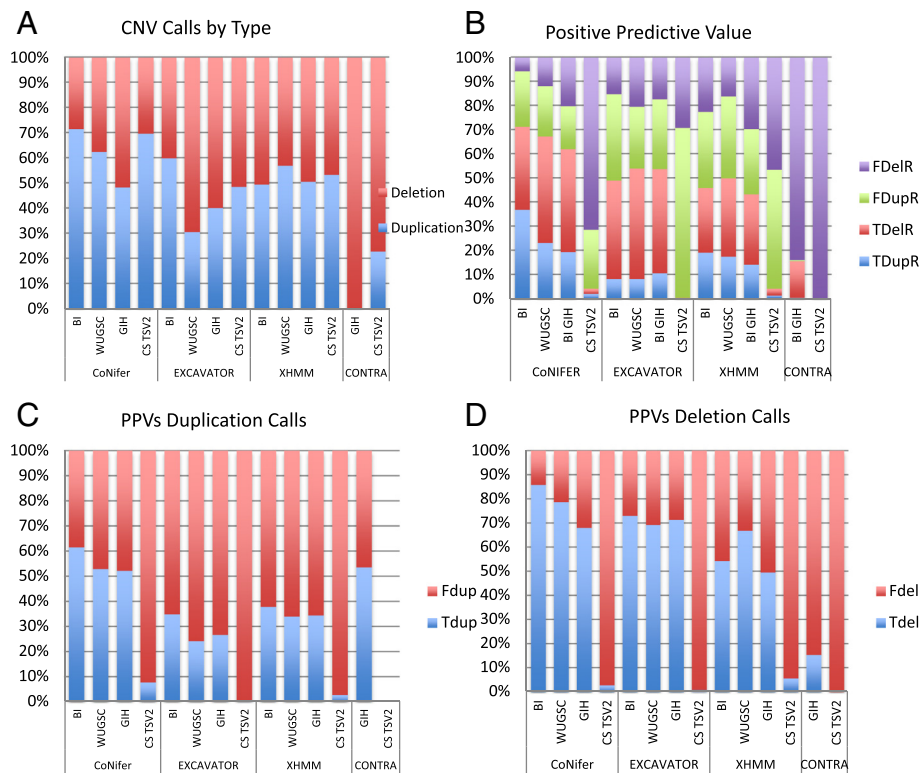 A
CNV Calls by Type
100%
90%
80%
70%
60%
50%
40%
30%
20%
10%
0%
BI
WUGSC
GIH
CS TSV2
BI
WUGSC
GIH
CS TSV2
BI
WUGSC
GIH
CS TSV2
GIH
CS TSV2
CoNifer
EXCAVATOR
XHMM
CONTRA
Deletion
Duplication
B
Positive Predictive Value
100%
90%
80%
70%
60%
50%
40%
30%
20%
10%
0%
BI
WUGSC
BI GIH
CS TSV2
BI
WUGSC
BI GIH
CS TSV2
BI
WUGSC
BI GIH
CS TSV2
BI GIH
CS TSV2
CoNIFER
EXCAVATOR
XHMM
CONTRA
FDelR
FDupR
TDelR
TDupR
C
PPVs Duplication Calls
100%
90%
80%
70%
60%
50%
40%
30%
20%
10%
0%
BI
WUGSC
GIH
CS TSV2
BI
WUGSC
GIH
CS TSV2
BI
WUGSC
GIH
CS TSV2
GIH
CS TSV2
CoNifer
EXCAVATOR
XHMM
CONTRA
Fdup
Tdup
D
PPVs Deletion Calls
100%
90%
80%
70%
60%
50%
40%
30%
20%
10%
0%
BI
WUGSC
GIH
CS TSV2
BI
WUGSC
GIH
CS TSV2
BI
WUGSC
GIH
CS TSV2
GIH
CS TSV2
CoNifer
EXCAVATOR
XHMM
CONTRA
Fdel
Tdel